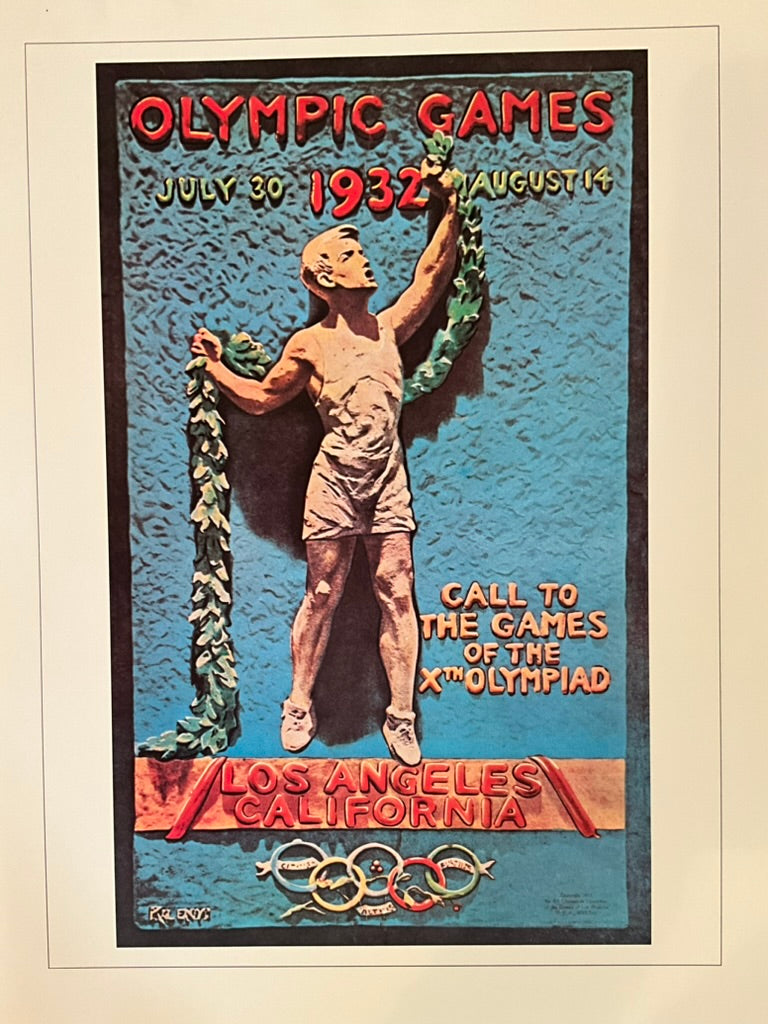 OLYMPIC GAMES
JULY 30 1932 AUGUST 14
CALL TO
THE GAMES
OF THE
XTH OLYMPIAD
LOS ANGELES
CALIFORNIA